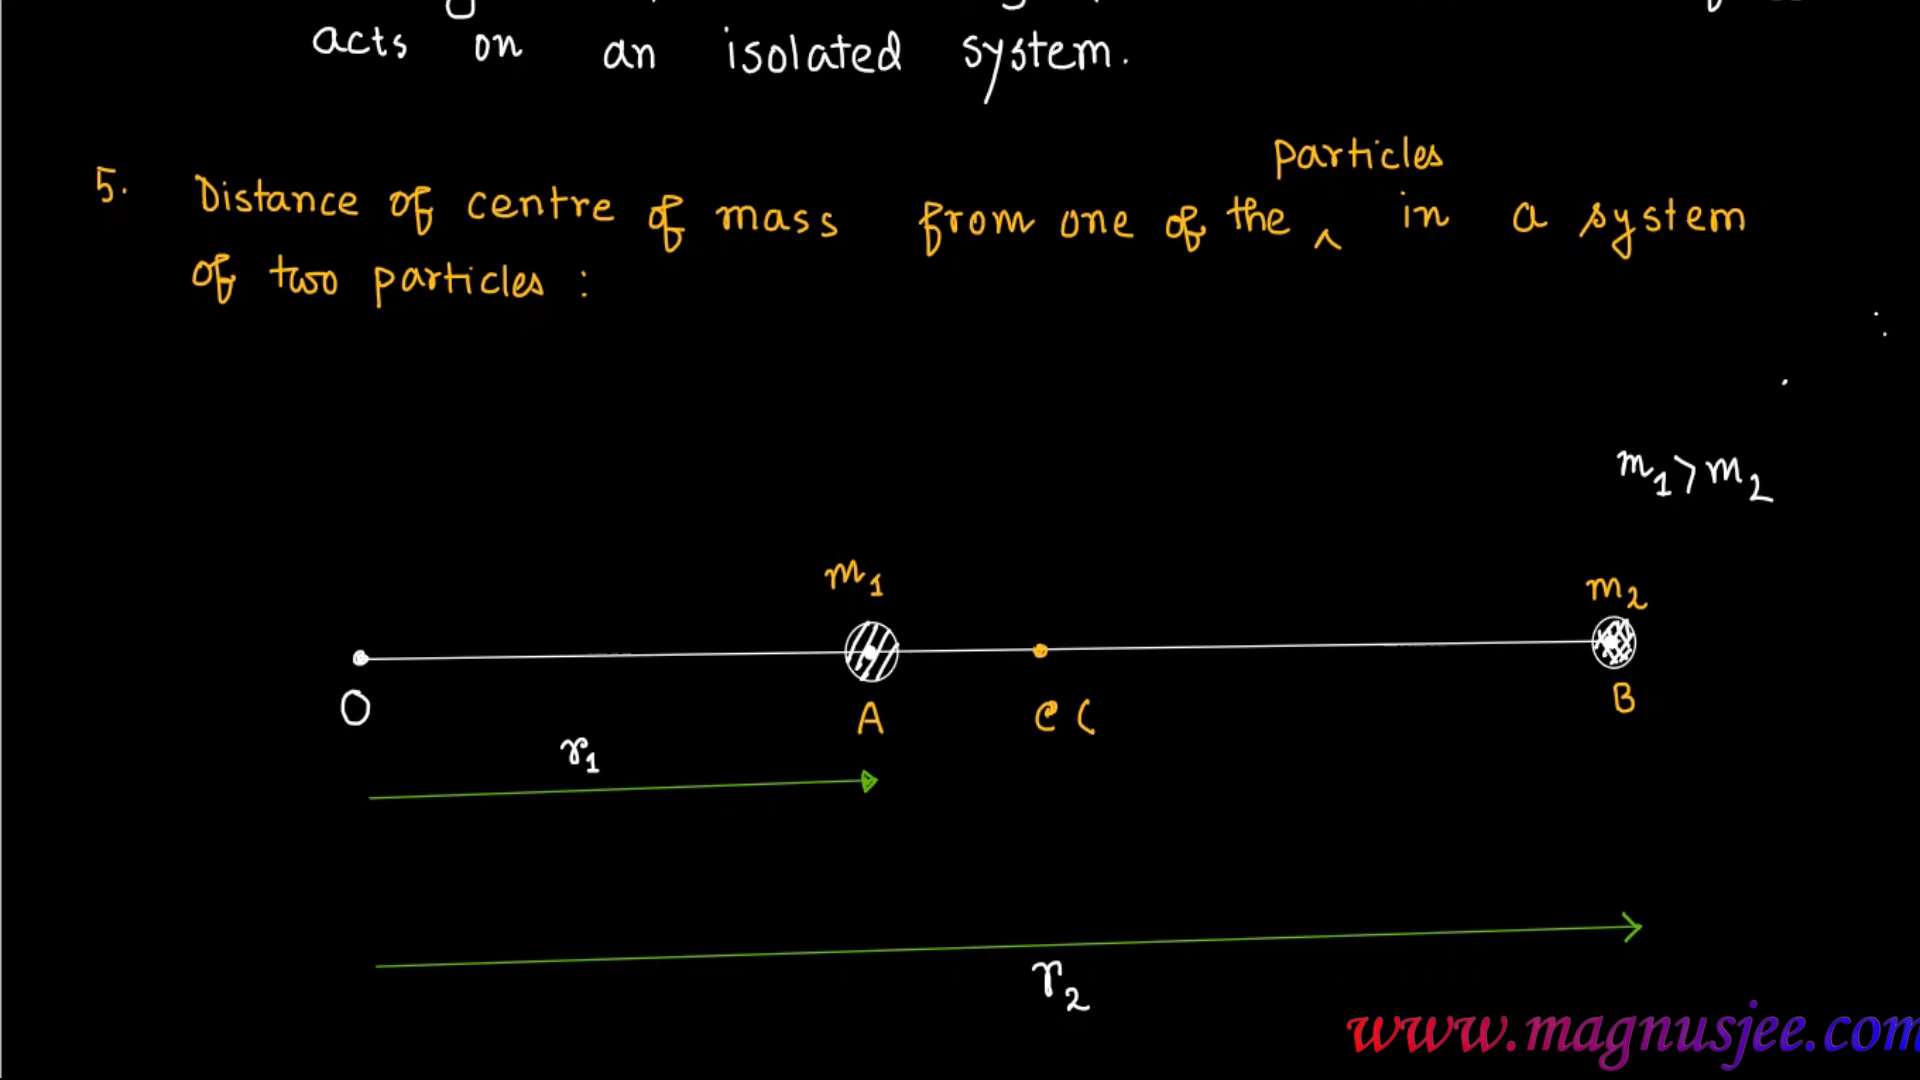 acts on an isolated system.
particles
5. Distance of centre of mass from one of the ^ in a system
of two particles :
m1 > m2
m1
m2
O
A
C (
B
r1
r2
www.magnusjee.com